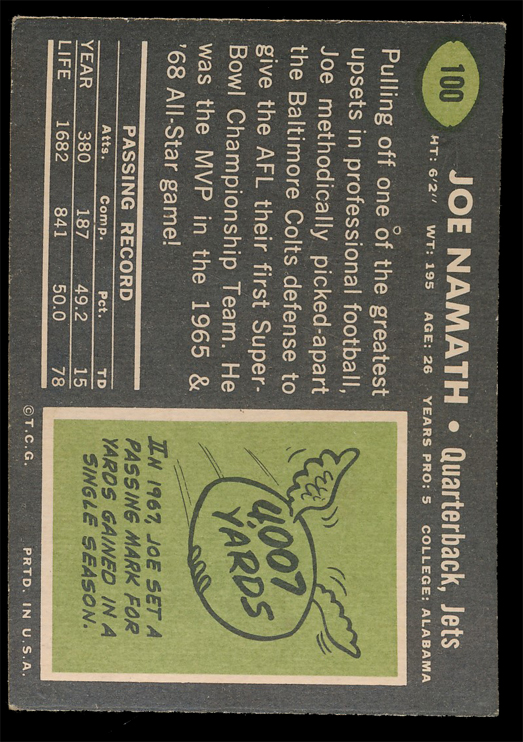 100
JOE NAMATH • Quarterback, Jets
HT: 6'2" WT: 195 AGE: 26 YEARS PRO: 5 COLLEGE: ALABAMA
Pulling off one of the greatest
upsets in professional football,
Joe methodically picked-apart
the Baltimore Colts defense to
give the AFL their first Super-
Bowl Championship Team. He
was the MVP in the 1965 &
'68 All-Star game!
PASSING RECORD
Atts. Comp. Pct. TD
YEAR 380 187 49.2 15
LIFE 1682 841 50.0 78
4,007
YARDS
IN 1967, JOE SET A
PASSING MARK FOR
YARDS GAINED IN A
SINGLE SEASON.
© T.C.G. PRTD. IN U.S.A.